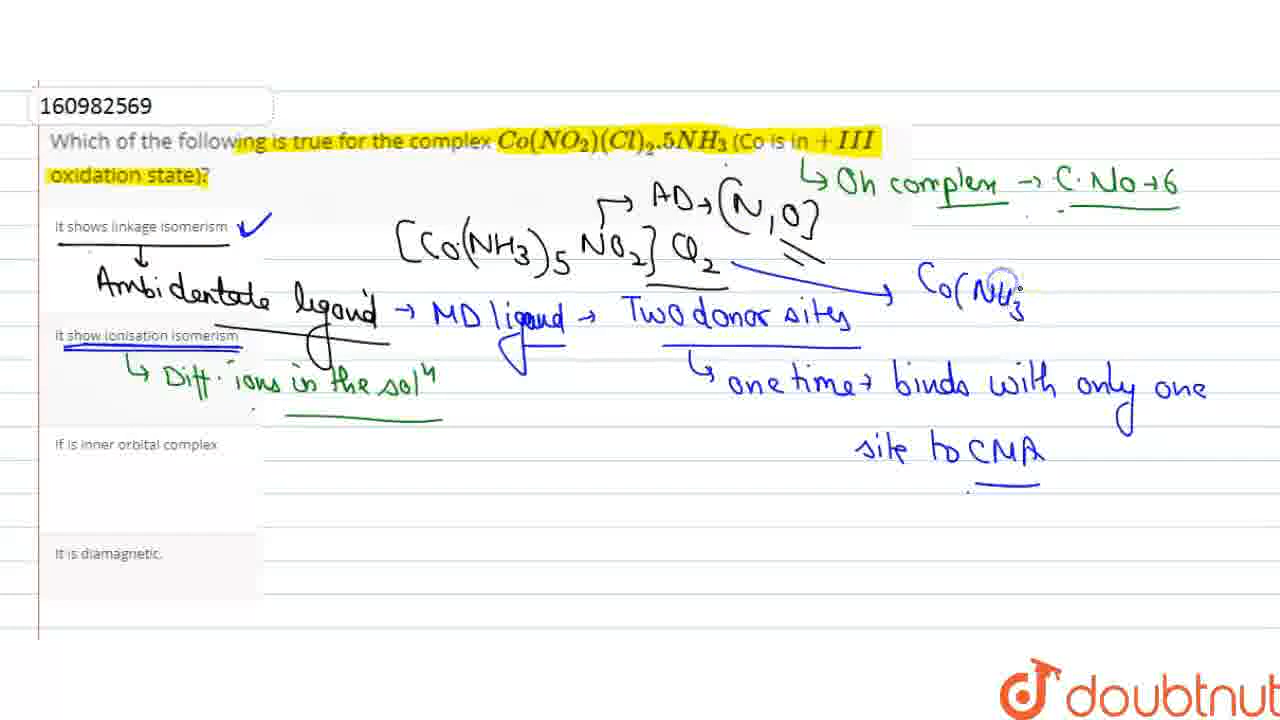 160982569
Which of the following is true for the complex Co(NO₂)(Cl)₂.5NH₃ (Co is in +III
oxidation state)?
↳ Oh complex → C·No→6
It shows linkage isomerism ✓
[Co(NH₃)₅ NO₂] Cl₂
→ AD→(N,O]
→ Co(NH₃
Ambidentate ligand → MD ligand → Two donor sites
It show ionisation isomerism
↳ Diff. ions in the solⁿ
↳ one time→ binds with only one
site to CMA
If is inner orbital complex
It is diamagnetic.
doubtnut